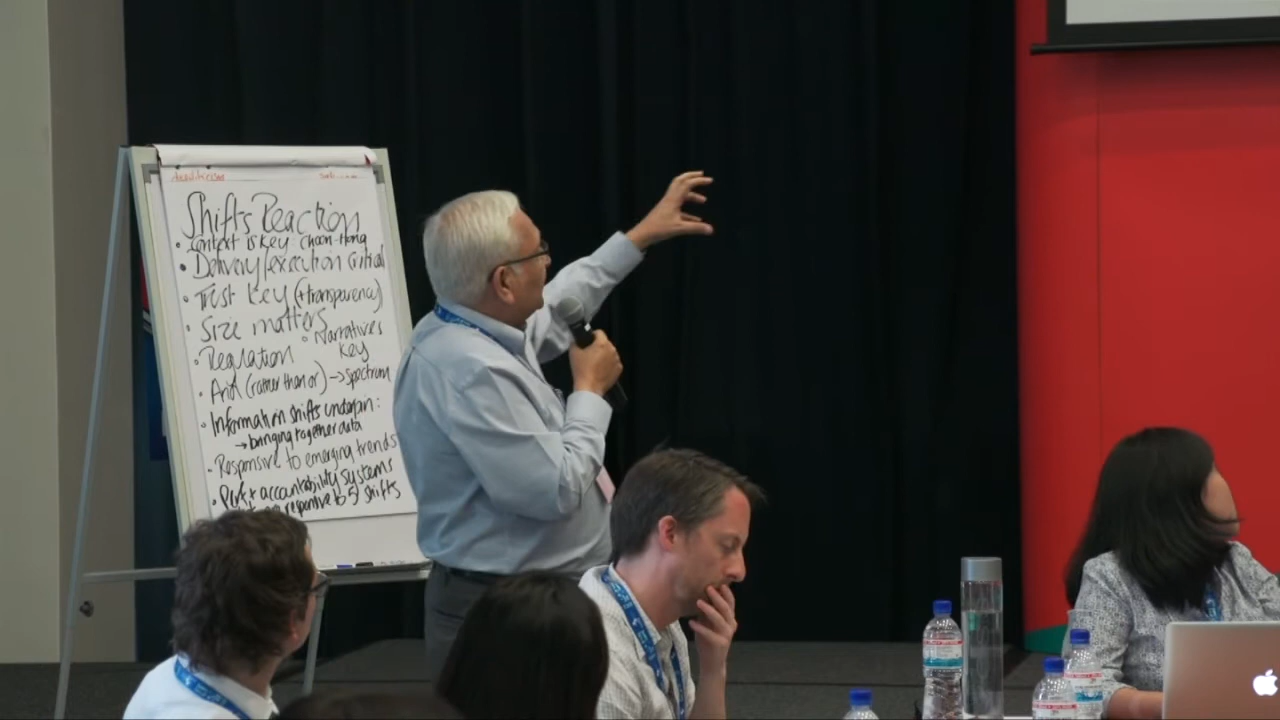 Shifts Reaction
• Context is key
• Delivery/execution critical
• Trust key (+transparency)
• Size matters
• Regulation • Narratives key
• And (rather than or) → spectrum
• Information shifts underpin:
→ bringing together data
• Responsive to emerging trends
• + accountability systems
responsive to 5 shifts